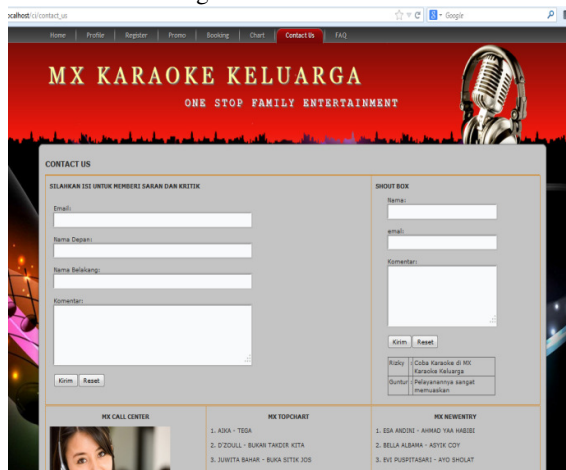 ocalhost/ci/contact_us
Google
Home Profile Register Promo Booking Chart Contact Us FAQ
MX KARAOKE KELUARGA
ONE STOP FAMILY ENTERTAINMENT
CONTACT US
SILAHKAN ISI UNTUK MEMBERI SARAN DAN KRITIK
Email:
Nama Depan:
Nama Belakang:
Komentar:
Kirim Reset
SHOUT BOX
Name:
email:
Komentar:
Kirim Reset
Rizky : Coba Karaoke di MX
Karaoke Keluarga
Guntur : Pelayanannya sangat
memuaskan
MX CALL CENTER
MX TOPCHART
1. AIKA - TEGA
2. D'ZOULL - BUKAN TAKDIR KITA
3. JUWITA BAHAR - BUKA SITIK JOS
MX NEWENTRY
1. ESA ANDINI - AHMAD YAA HABIBI
2. BELLA ALBAMA - ASYIK COY
3. EVI PUSPITASARI - AYO SHOLAT